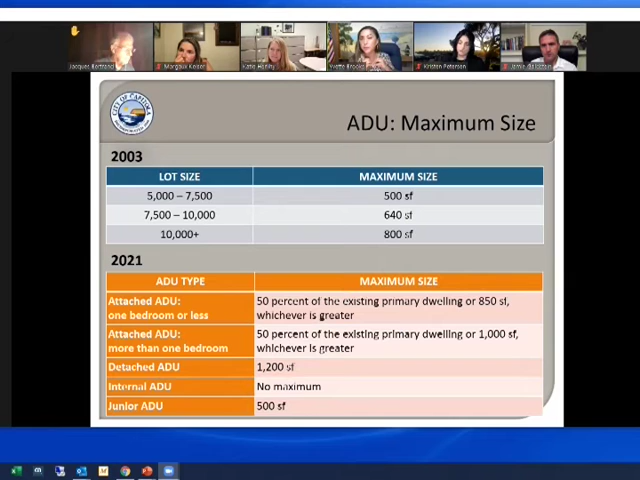 Jacques Bertrand
Margaux Keiser
Katie Herlihy
Yvette Brooks
Kristen Petersen
CITY OF CAPITOLA
INCORPORATED
ADU: Maximum Size
2003
LOT SIZE MAXIMUM SIZE
5,000 – 7,500 500 sf
7,500 – 10,000 640 sf
10,000+ 800 sf
2021
ADU TYPE MAXIMUM SIZE
Attached ADU: 50 percent of the existing primary dwelling or 850 sf,
one bedroom or less whichever is greater
Attached ADU: 50 percent of the existing primary dwelling or 1,000 sf,
more than one bedroom whichever is greater
Detached ADU 1,200 sf
Internal ADU No maximum
Junior ADU 500 sf